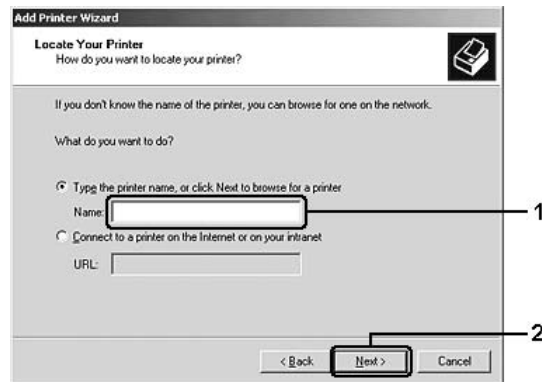 Add Printer Wizard
Locate Your Printer
How do you want to locate your printer?
If you don't know the name of the printer, you can browse for one on the network.
What do you want to do?
Type the printer name, or click Next to browse for a printer
Name:
1
Connect to a printer on the Internet or on your intranet
URL:
2
< Back
Next >
Cancel